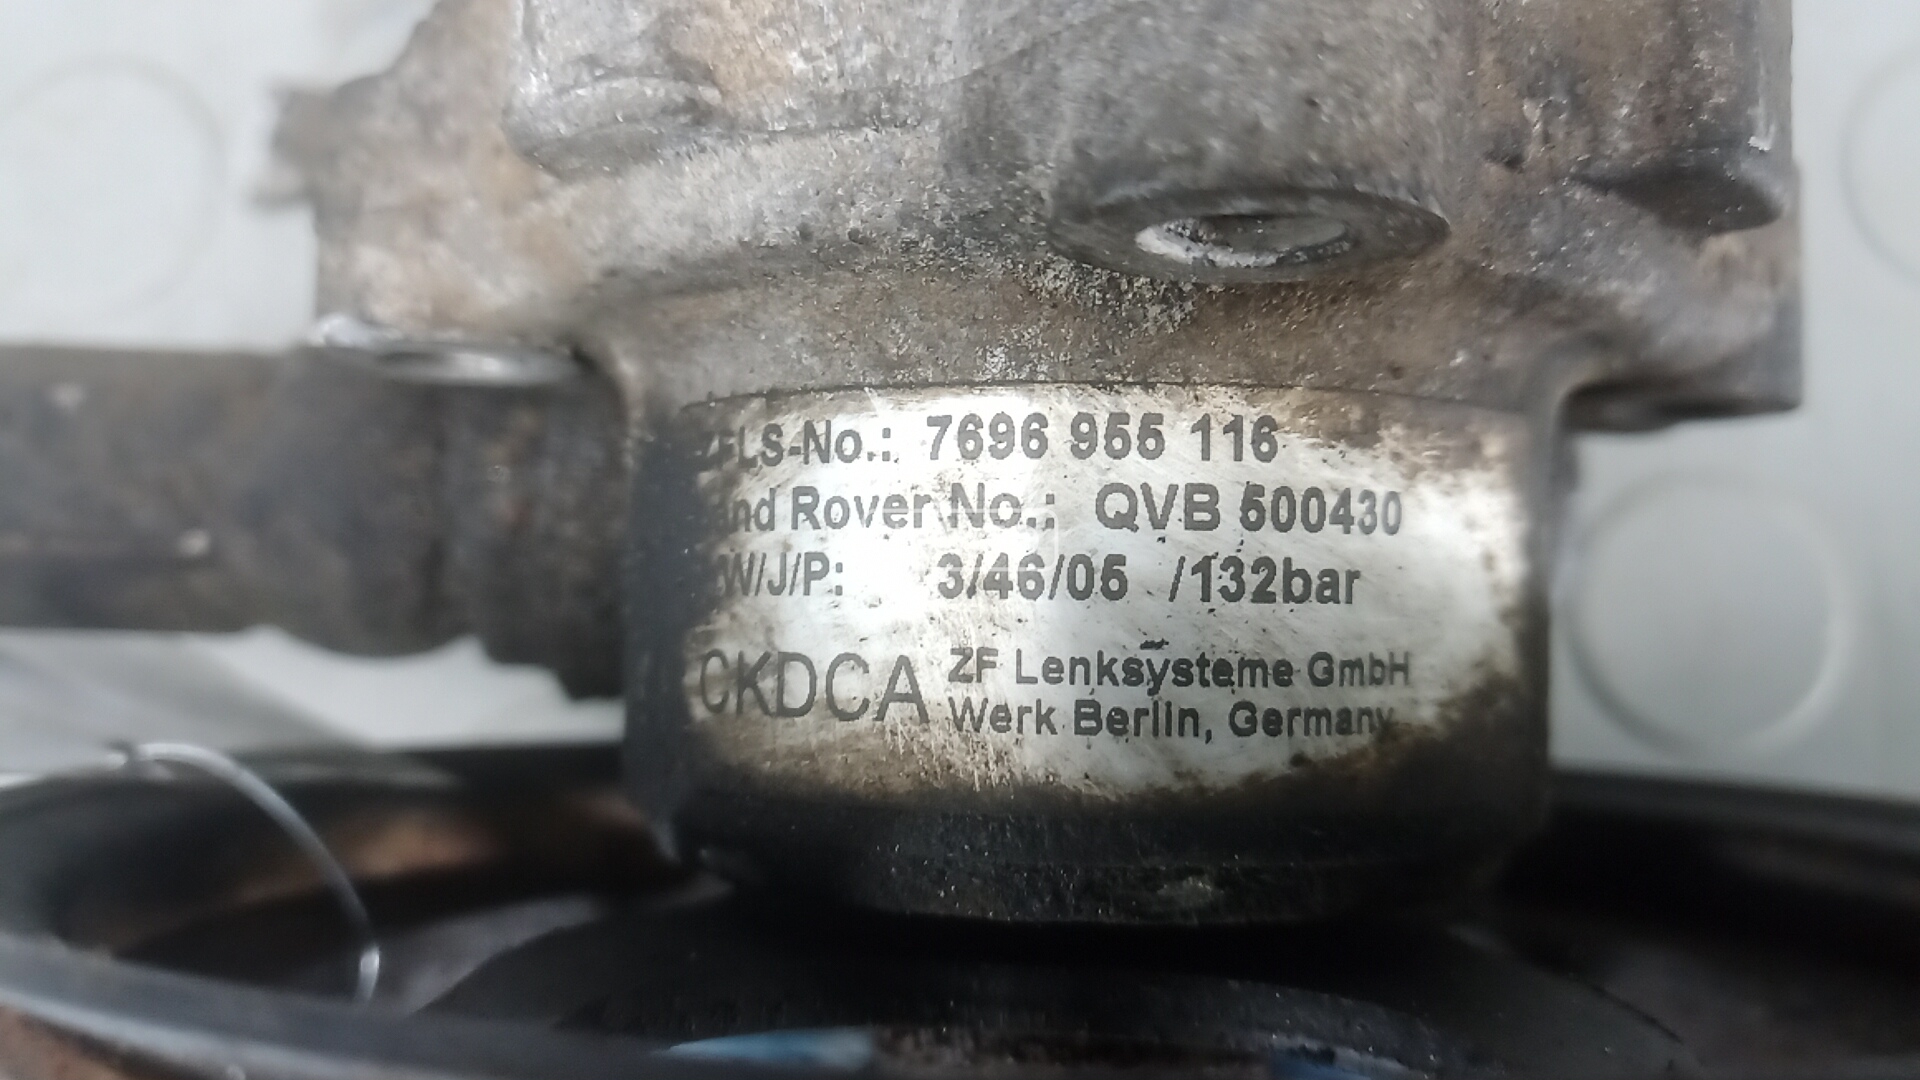 ZFLS-No.: 7696 955 116
and Rover No.: QVB 500430
W/J/P: 3/46/05 /132bar
CKDCA ZF Lenksysteme GmbH
Werk Berlin, Germany